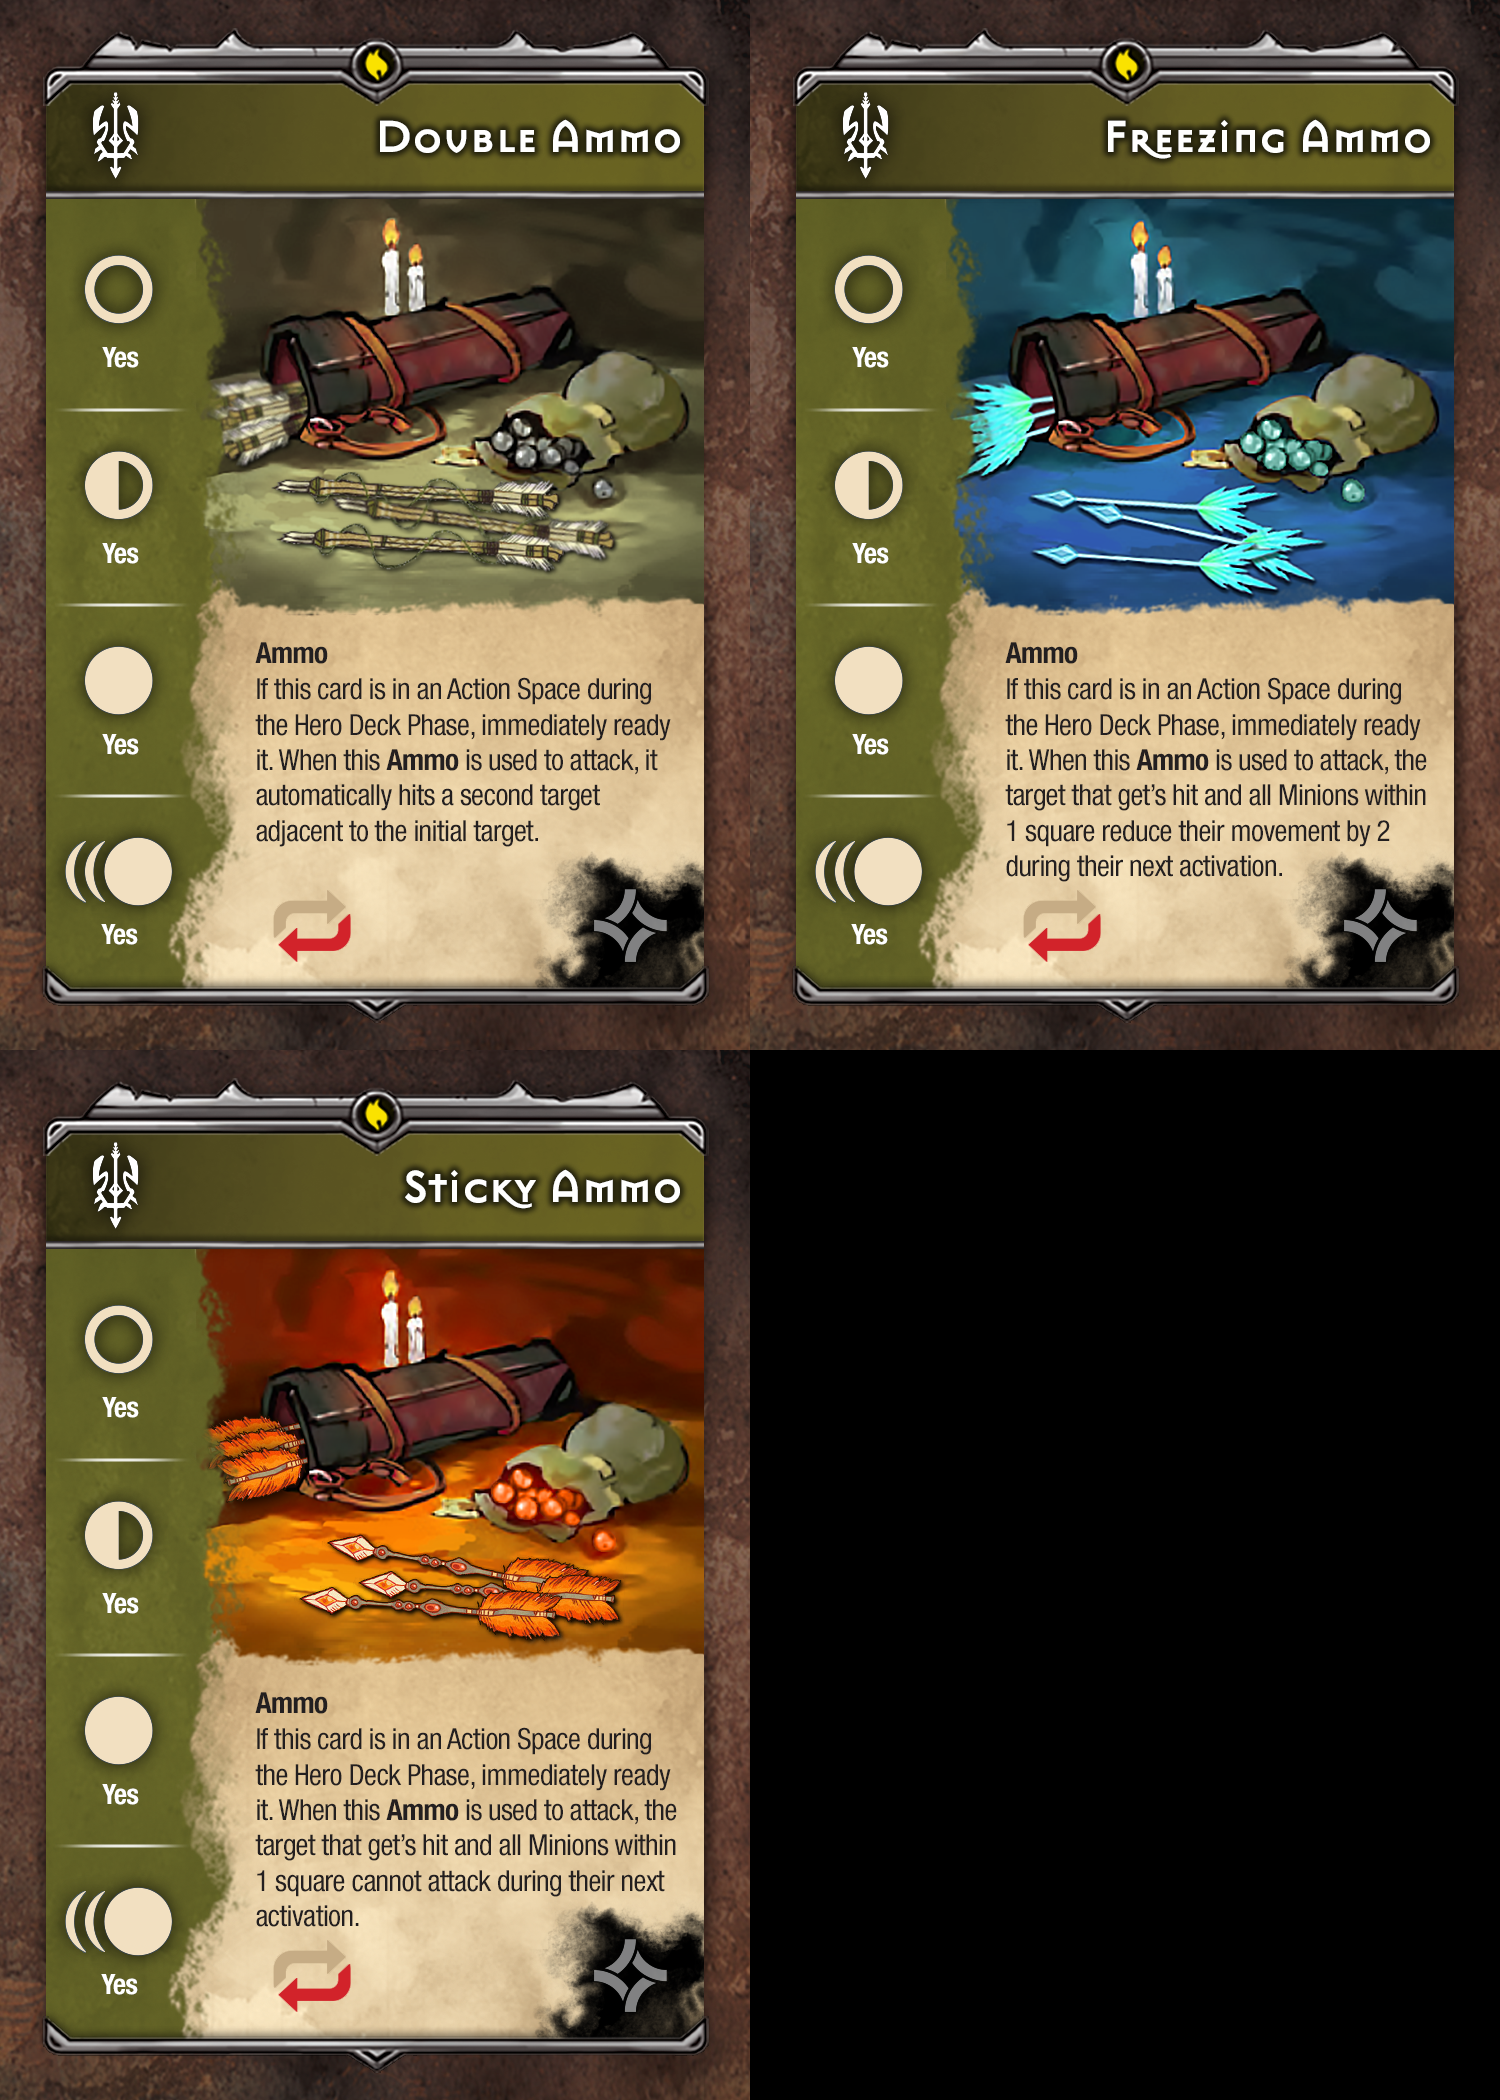 Double Ammo
Yes
Yes
Yes
Yes
Ammo
If this card is in an Action Space during
the Hero Deck Phase, immediately ready
it. When this Ammo is used to attack, it
automatically hits a second target
adjacent to the initial target.
Freezing Ammo
Yes
Yes
Yes
Yes
Ammo
If this card is in an Action Space during
the Hero Deck Phase, immediately ready
it. When this Ammo is used to attack, the
target that get's hit and all Minions within
1 square reduce their movement by 2
during their next activation.
Sticky Ammo
Yes
Yes
Yes
Yes
Ammo
If this card is in an Action Space during
the Hero Deck Phase, immediately ready
it. When this Ammo is used to attack, the
target that get's hit and all Minions within
1 square cannot attack during their next
activation.